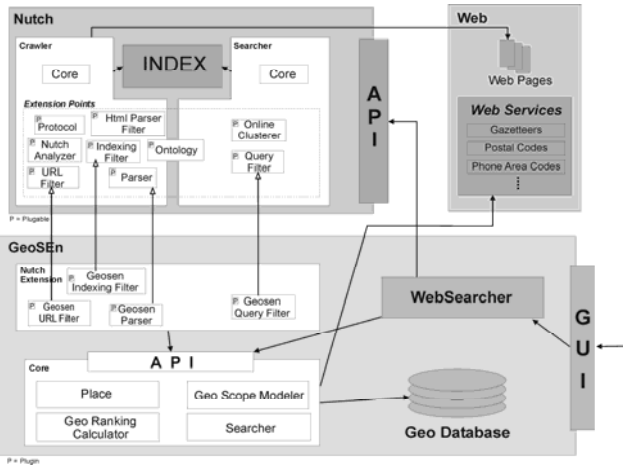 Nutch
Crawler
Core
INDEX
Searcher
Core
Extension Points
P Protocol
P Html Parser
Filter
P Nutch
Analyzer
P Indexing
Filter
P Ontology
P URL
Filter
P Parser
P Online
Clusterer
P Query
Filter
P = Plugable
A
P
I
Web
Web Pages
Web Services
Gazetteers
Postal Codes
Phone Area Codes
GeoSEn
Nutch
Extension
P Geosen
Indexing Filter
P Geosen
URL Filter
P Geosen
Parser
P Geosen
Query Filter
WebSearcher
G
U
I
A P I
Core
Place
Geo Scope Modeler
Geo Ranking
Calculator
Searcher
Geo Database
P = Plugin